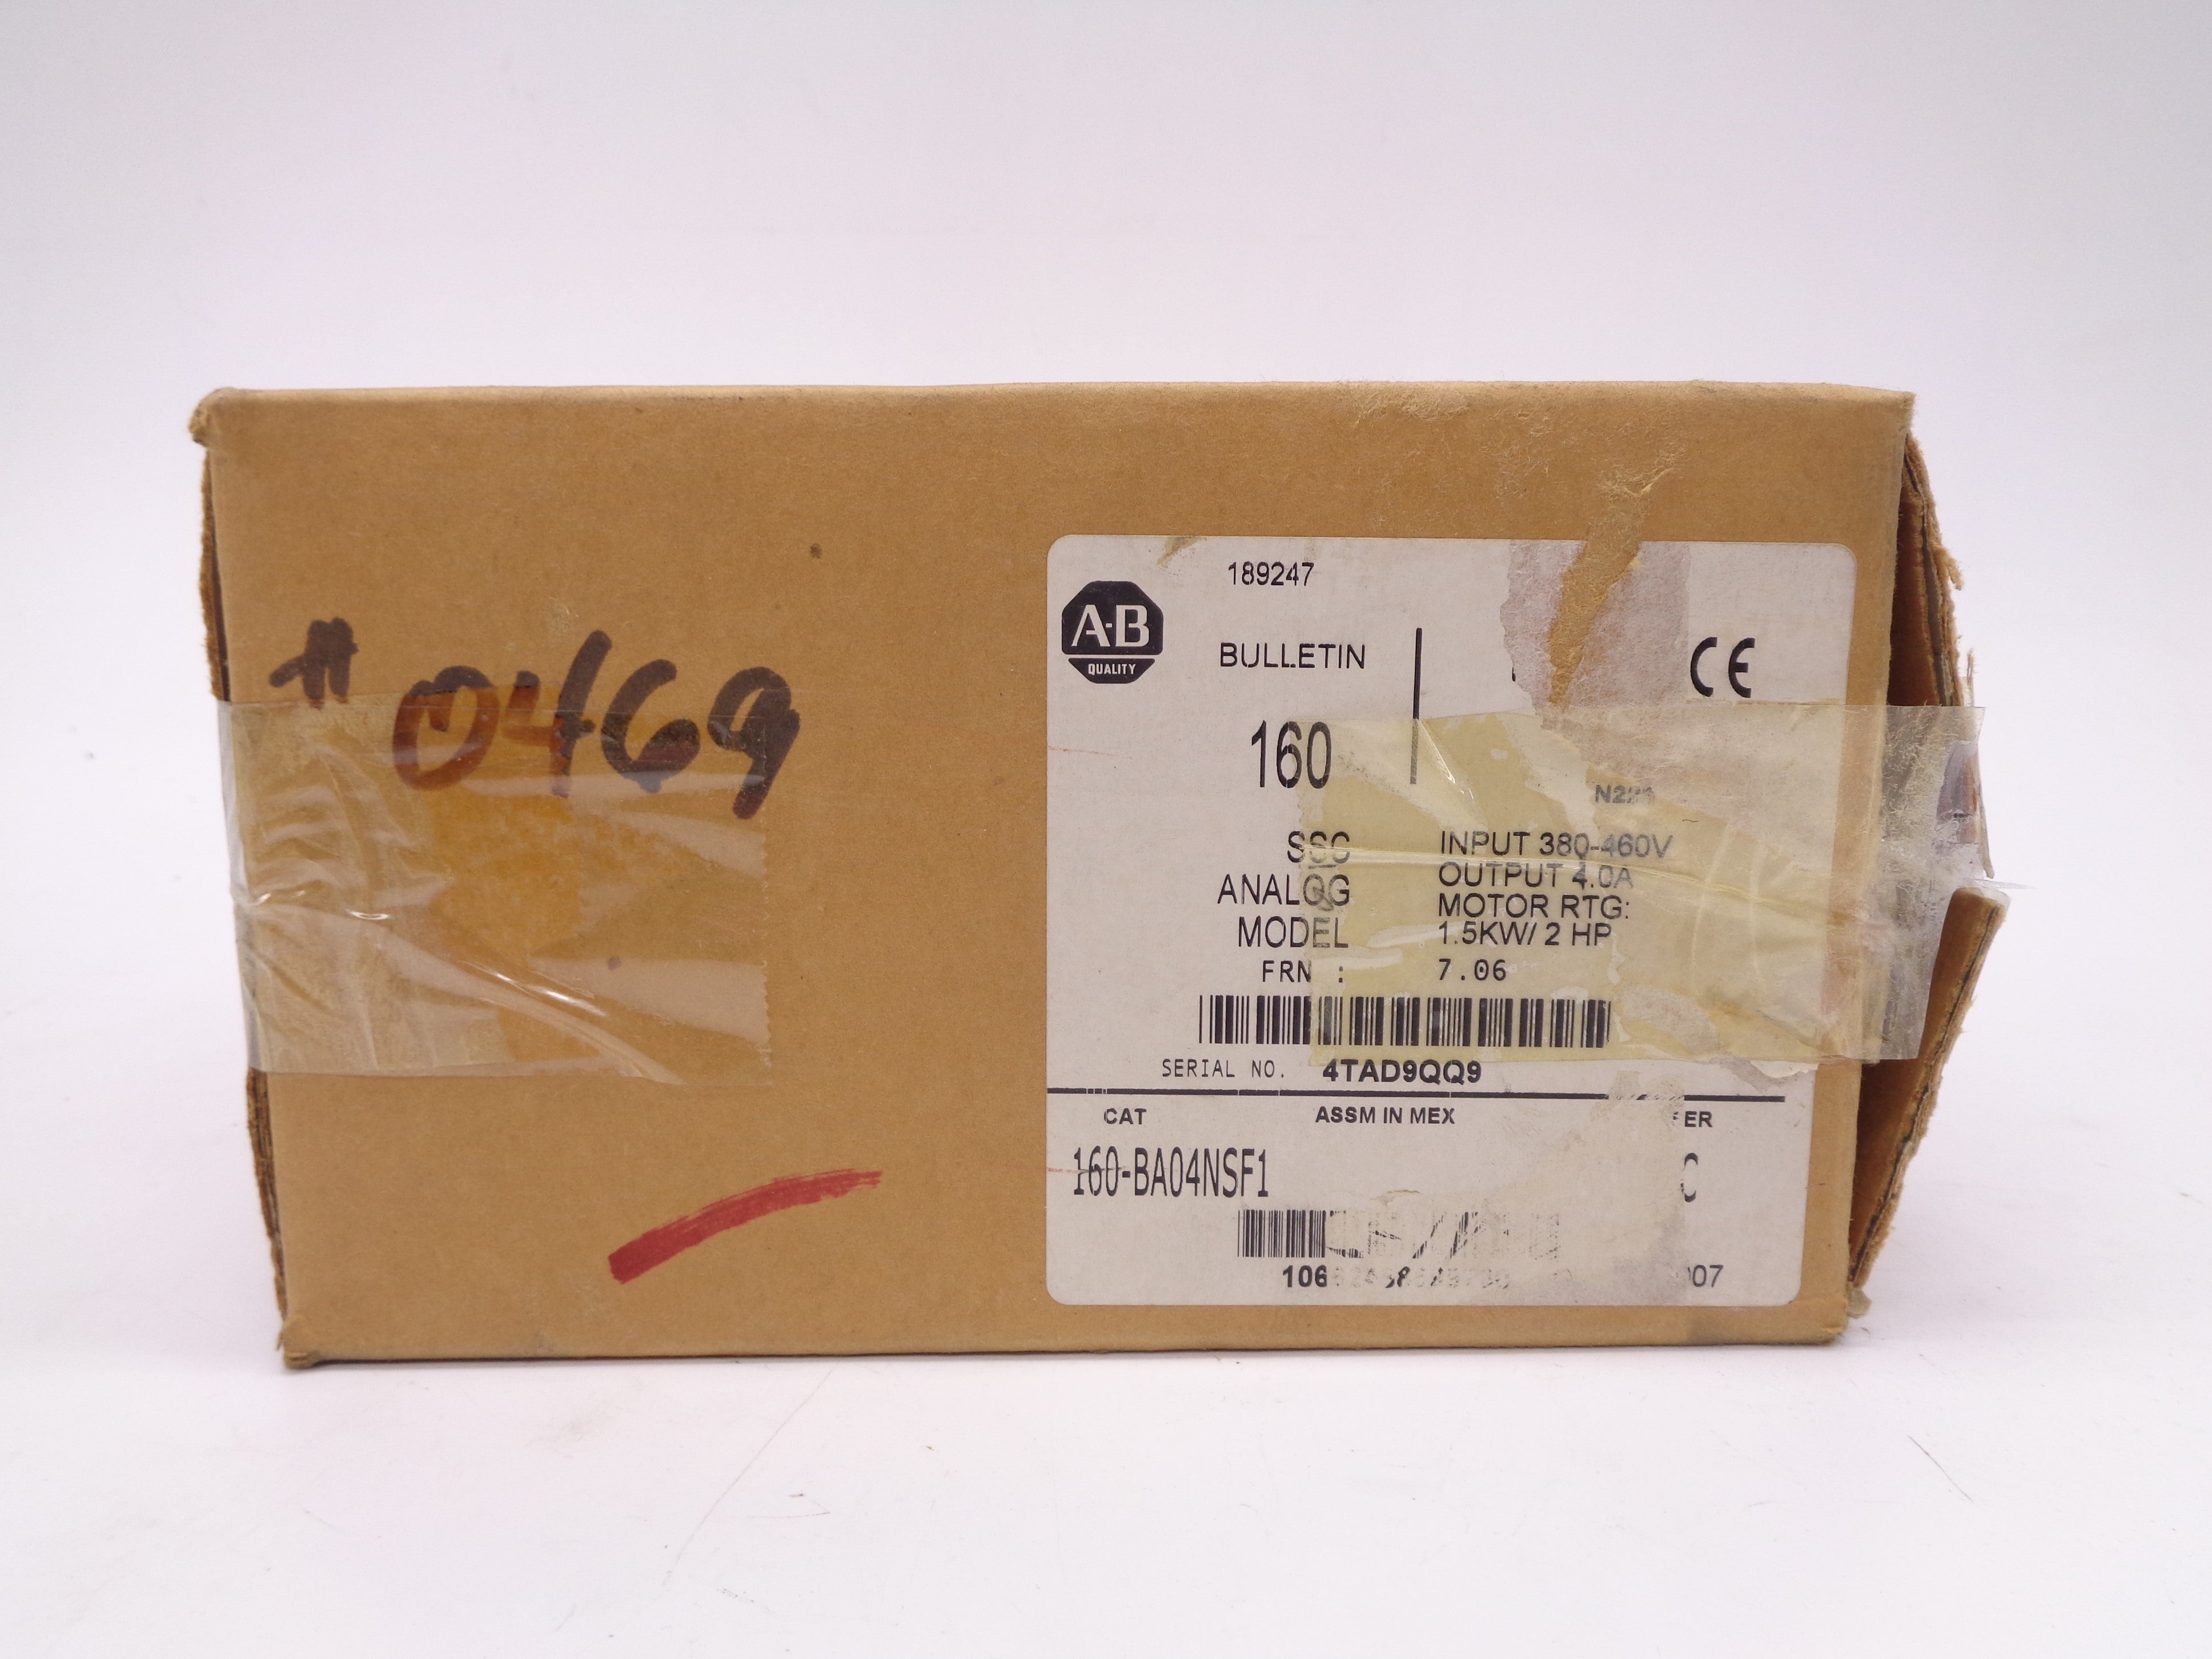 # 0469
189247
A-B
QUALITY
BULLETIN
CE
160
SSC
ANALOG
MODEL
INPUT 380-460V
OUTPUT 4.0A
MOTOR RTG:
1.5KW/ 2 HP
FRN : 7.06
SERIAL NO. 4TAD9QQ9
CAT ASSM IN MEX
160-BA04NSF1 C